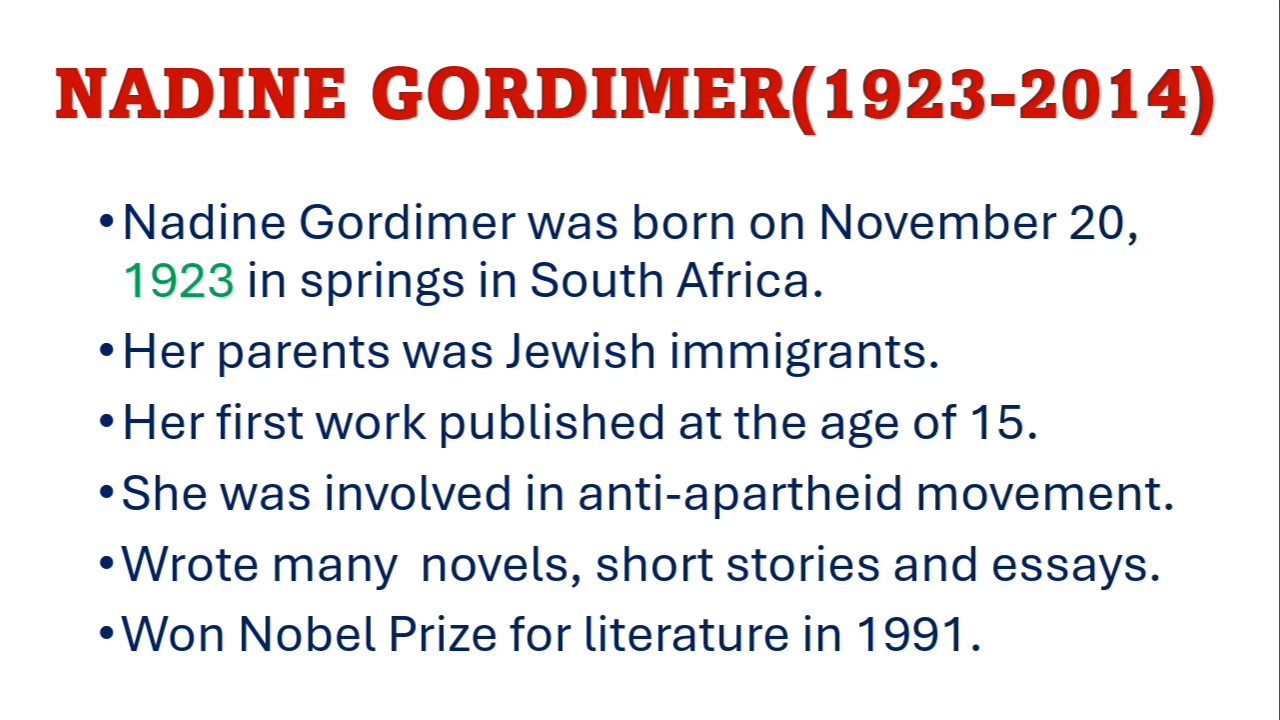 NADINE GORDIMER(1923-2014)
•Nadine Gordimer was born on November 20,
1923 in springs in South Africa.
•Her parents was Jewish immigrants.
•Her first work published at the age of 15.
•She was involved in anti-apartheid movement.
•Wrote many  novels, short stories and essays.
•Won Nobel Prize for literature in 1991.